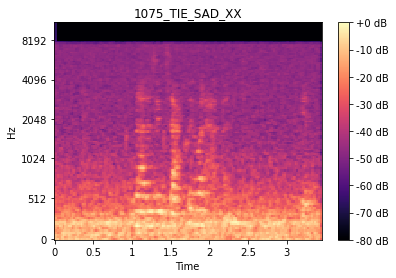 1075_TIE_SAD_XX
+0 dB
8192
-10 dB
4096
-20 dB
-30 dB
2048
Hz
-40 dB
1024
-50 dB
512
-60 dB
-70 dB
0
-80 dB
0 0.5 1 1.5 2 2.5 3
Time